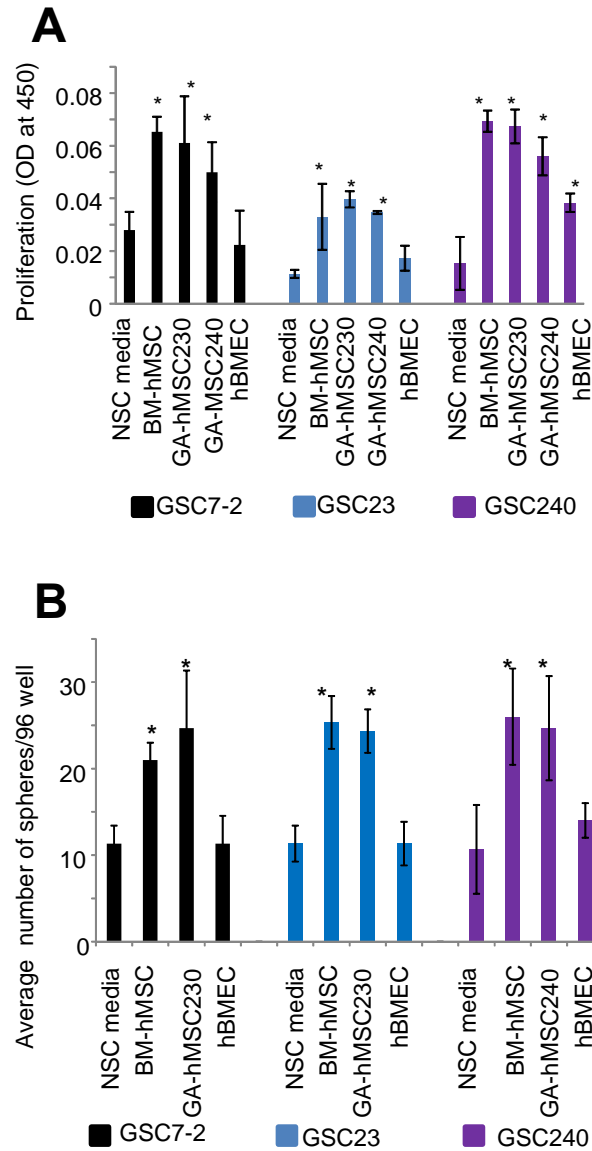 A
Proliferation (OD at 450)
0.08
0.06
0.04
0.02
0
* * *
* * *
* * * *
NSC media
BM-hMSC
GA-hMSC230
GA-MSC240
hBMEC
NSC media
BM-hMSC
GA-hMSC230
GA-hMSC240
hBMEC
NSC media
BM-hMSC
GA-hMSC230
GA-hMSC240
hBMEC
GSC7-2
GSC23
GSC240
B
Average number of spheres/96 well
30
20
10
0
* *
* *
* *
NSC media
BM-hMSC
GA-hMSC230
hBMEC
NSC media
BM-hMSC
GA-hMSC230
hBMEC
NSC media
BM-hMSC
GA-hMSC240
hBMEC
GSC7-2
GSC23
GSC240